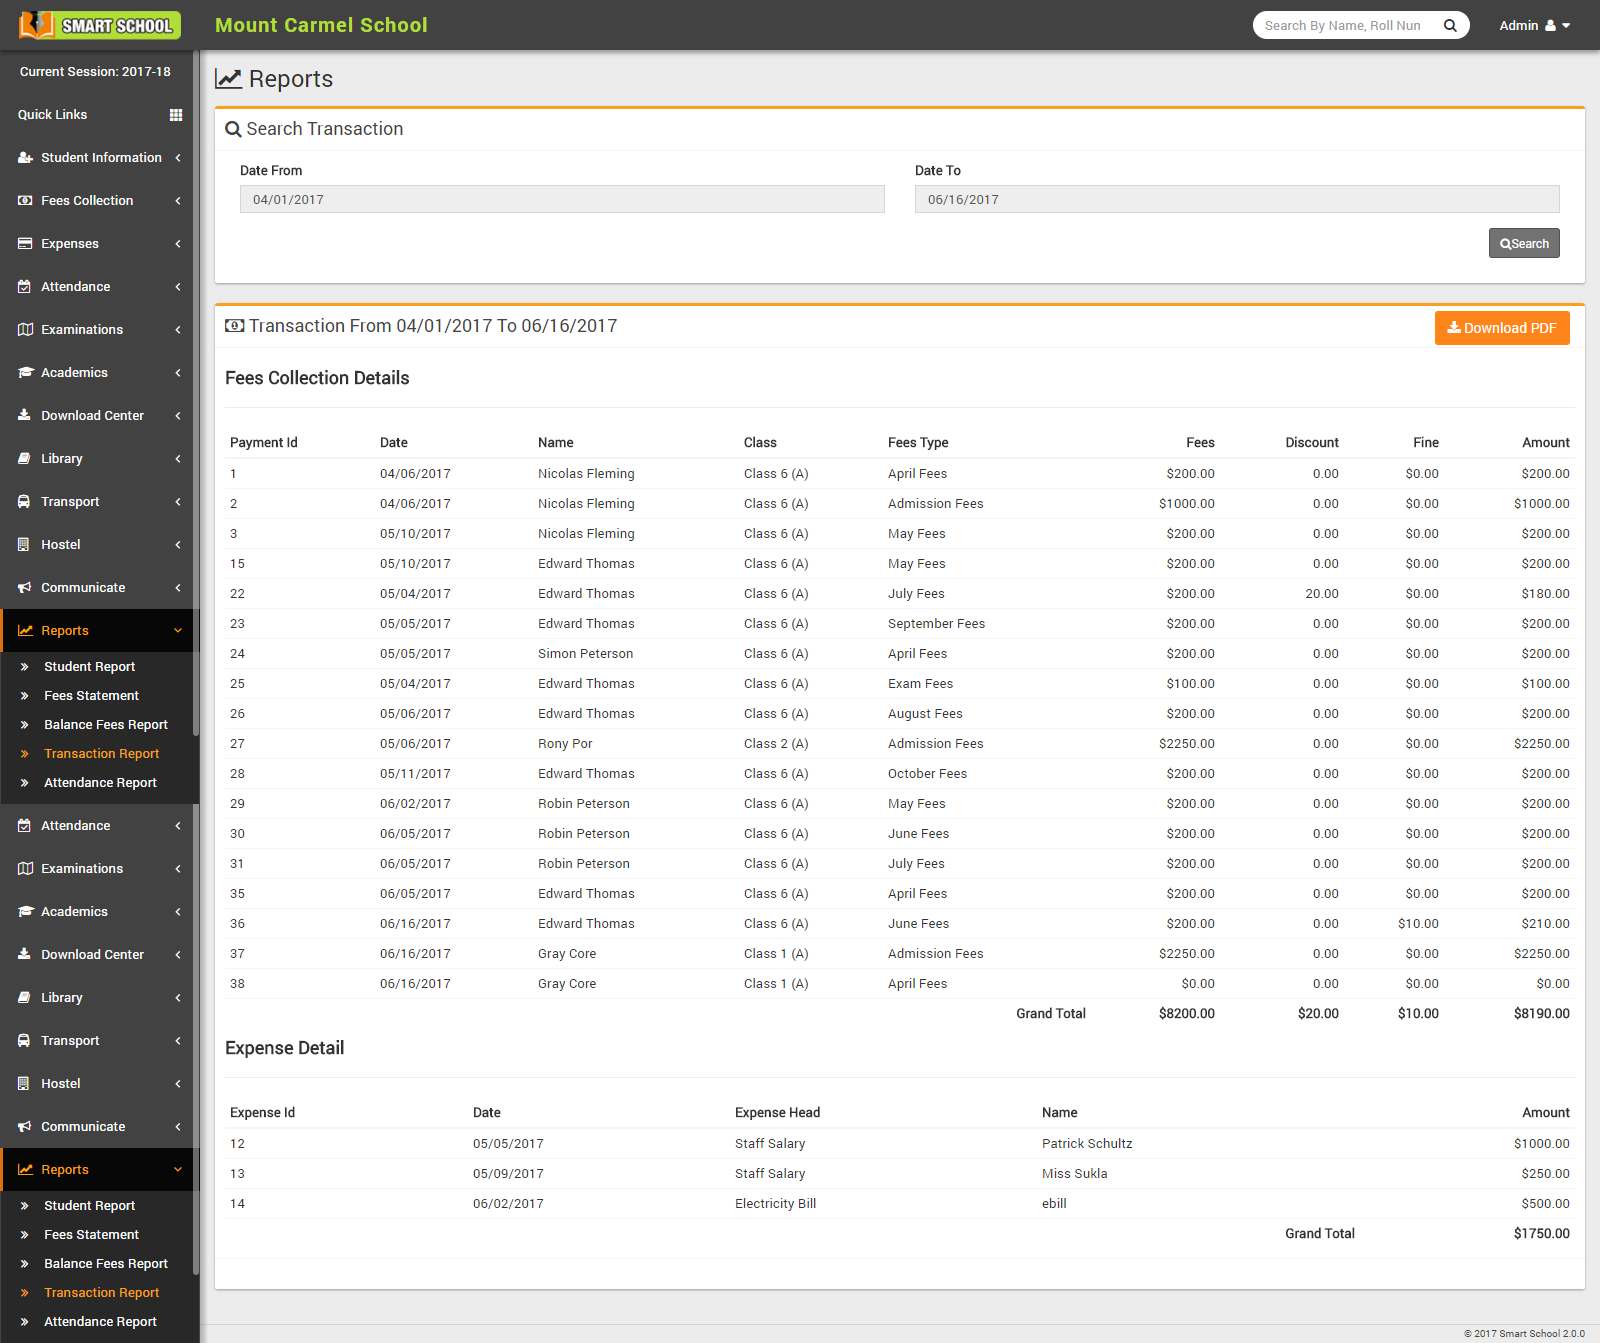 SMART SCHOOL
Mount Carmel School
Search By Name, Roll Nun
Admin
Current Session: 2017-18
Quick Links
Student Information
Fees Collection
Expenses
Attendance
Examinations
Academics
Download Center
Library
Transport
Hostel
Communicate
Reports
Student Report
Fees Statement
Balance Fees Report
Transaction Report
Attendance Report
Attendance
Examinations
Academics
Download Center
Library
Transport
Hostel
Communicate
Reports
Student Report
Fees Statement
Balance Fees Report
Transaction Report
Attendance Report
Reports
Search Transaction
Date From Date To
04/01/2017 06/16/2017
Search
Transaction From 04/01/2017 To 06/16/2017
Download PDF
Fees Collection Details
Payment Id Date Name Class Fees Type Fees Discount Fine Amount
1 04/06/2017 Nicolas Fleming Class 6 (A) April Fees $200.00 0.00 $0.00 $200.00
2 04/06/2017 Nicolas Fleming Class 6 (A) Admission Fees $1000.00 0.00 $0.00 $1000.00
3 05/10/2017 Nicolas Fleming Class 6 (A) May Fees $200.00 0.00 $0.00 $200.00
15 05/10/2017 Edward Thomas Class 6 (A) May Fees $200.00 0.00 $0.00 $200.00
22 05/04/2017 Edward Thomas Class 6 (A) July Fees $200.00 20.00 $0.00 $180.00
23 05/05/2017 Edward Thomas Class 6 (A) September Fees $200.00 0.00 $0.00 $200.00
24 05/05/2017 Simon Peterson Class 6 (A) April Fees $200.00 0.00 $0.00 $200.00
25 05/04/2017 Edward Thomas Class 6 (A) Exam Fees $100.00 0.00 $0.00 $100.00
26 05/06/2017 Edward Thomas Class 6 (A) August Fees $200.00 0.00 $0.00 $200.00
27 05/06/2017 Rony Por Class 2 (A) Admission Fees $2250.00 0.00 $0.00 $2250.00
28 05/11/2017 Edward Thomas Class 6 (A) October Fees $200.00 0.00 $0.00 $200.00
29 06/02/2017 Robin Peterson Class 6 (A) May Fees $200.00 0.00 $0.00 $200.00
30 06/05/2017 Robin Peterson Class 6 (A) June Fees $200.00 0.00 $0.00 $200.00
31 06/05/2017 Robin Peterson Class 6 (A) July Fees $200.00 0.00 $0.00 $200.00
35 06/05/2017 Edward Thomas Class 6 (A) April Fees $200.00 0.00 $0.00 $200.00
36 06/16/2017 Edward Thomas Class 6 (A) June Fees $200.00 0.00 $10.00 $210.00
37 06/16/2017 Gray Core Class 1 (A) Admission Fees $2250.00 0.00 $0.00 $2250.00
38 06/16/2017 Gray Core Class 1 (A) April Fees $0.00 0.00 $0.00 $0.00
Grand Total $8200.00 $20.00 $10.00 $8190.00
Expense Detail
Expense Id Date Expense Head Name Amount
12 05/05/2017 Staff Salary Patrick Schultz $1000.00
13 05/09/2017 Staff Salary Miss Sukla $250.00
14 06/02/2017 Electricity Bill ebill $500.00
Grand Total $1750.00
© 2017 Smart School 2.0.0